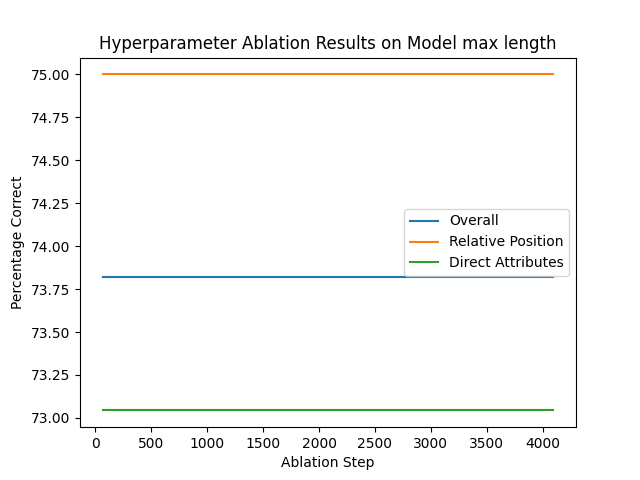 Hyperparameter Ablation Results on Model max length
75.00
74.75
74.50
74.25
74.00
73.75
73.50
73.25
73.00
Percentage Correct
Overall
Relative Position
Direct Attributes
0 500 1000 1500 2000 2500 3000 3500 4000
Ablation Step